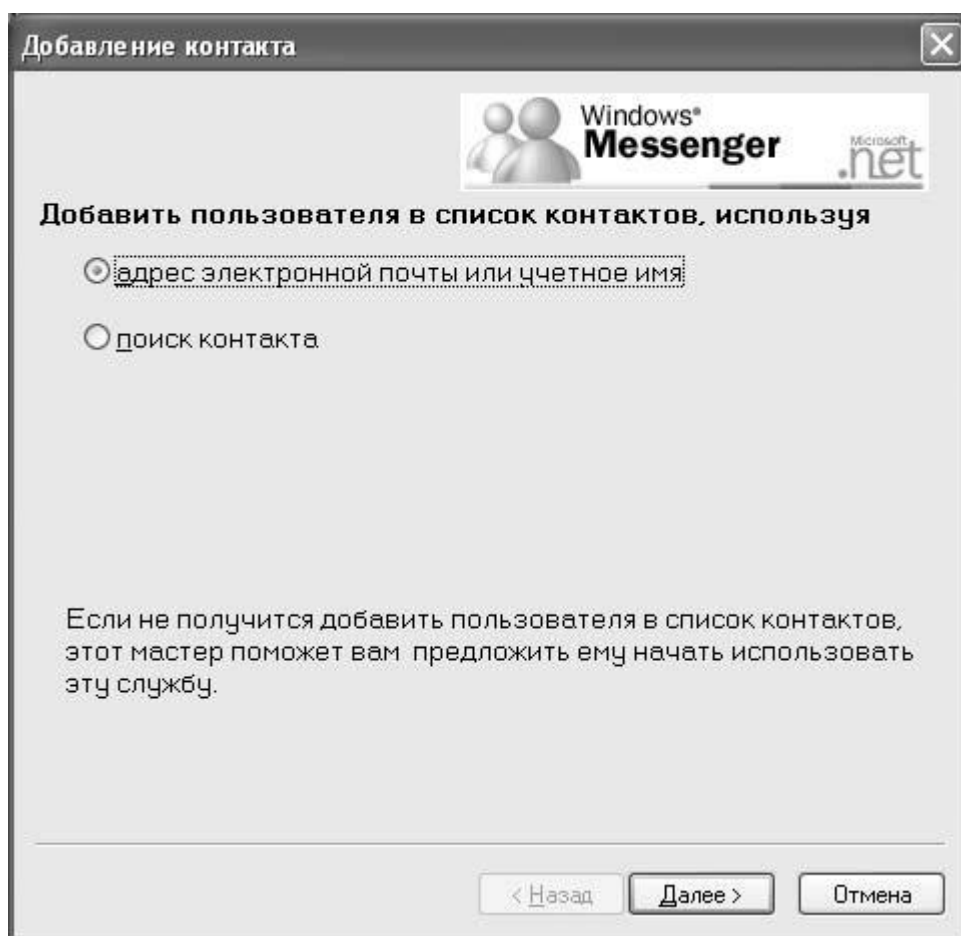 Добавление контакта
Windows®
Messenger
Microsoft
.net
Добавить пользователя в список контактов, используя
адрес электронной почты или учетное имя
поиск контакта
Если не получится добавить пользователя в список контактов,
этот мастер поможет вам предложить ему начать использовать
эту службу.
< Назад Далее > Отмена